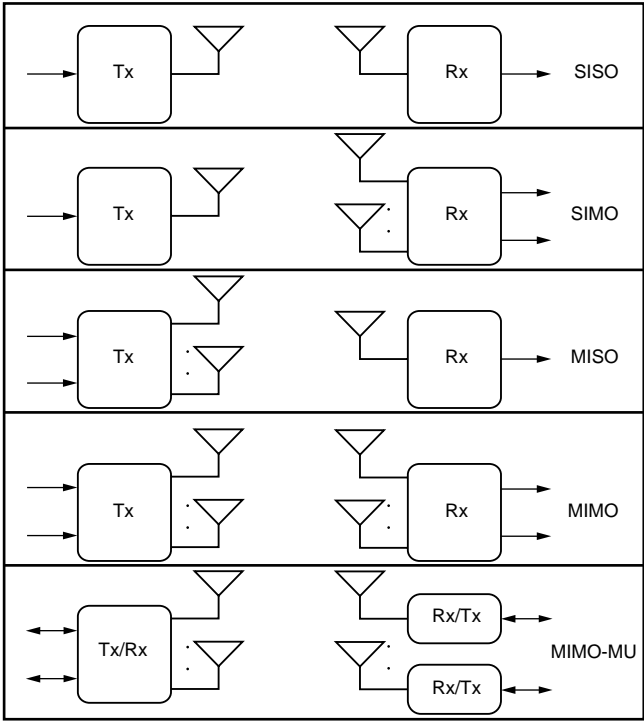 Tx Rx SISO
Tx Rx SIMO
Tx Rx MISO
Tx Rx MIMO
Rx/Tx
Tx/Rx MIMO-MU
Rx/Tx